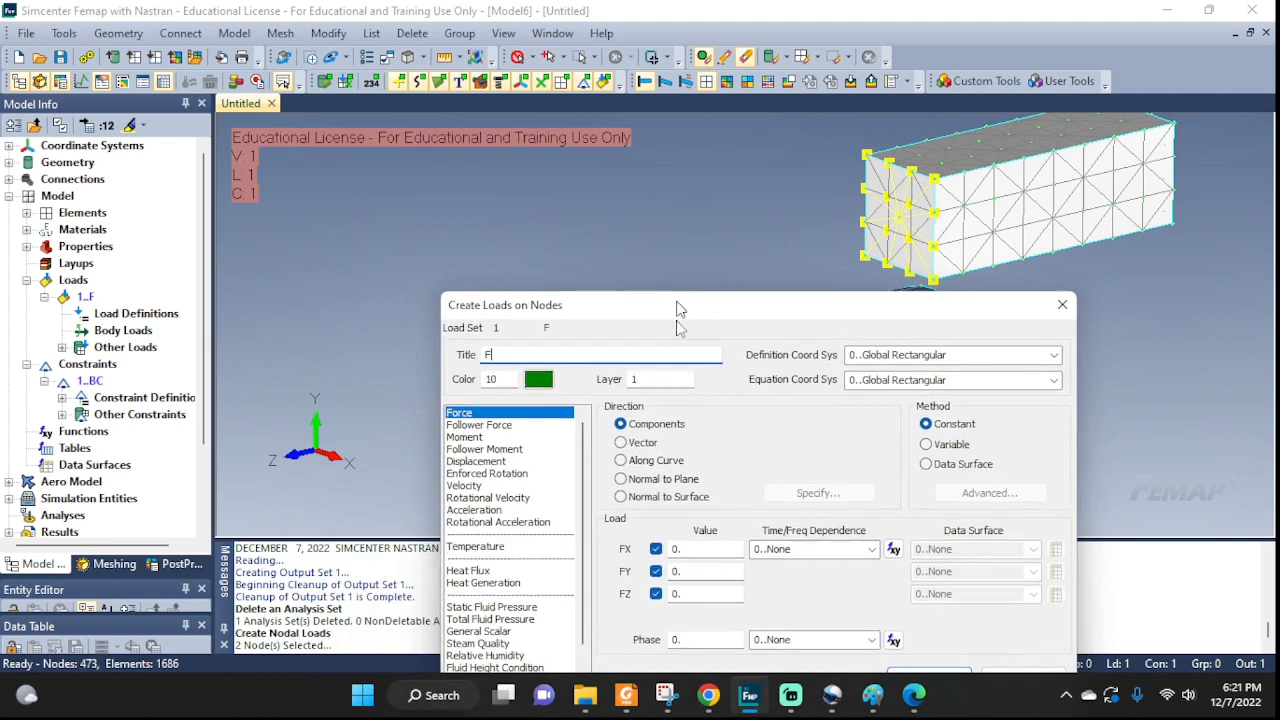 Simcenter Femap with Nastran - Educational License - For Educational and Training Use Only - [Model6] - [Untitled]
File Tools Geometry Connect Model Mesh Modify List Delete Group View Window Help
:12
234
Custom Tools User Tools
Model Info
Untitled
Educational License - For Educational and Training Use Only
V: 1
L: 1
C: 1
Coordinate Systems
Geometry
Connections
Model
Elements
Materials
Properties
Layups
Loads
1..F
Load Definitions
Body Loads
Other Loads
Constraints
1..BC
Constraint Definitio
Other Constraints
Functions
Tables
Data Surfaces
Aero Model
Simulation Entities
Analyses
Results
Model ... Meshing PostPr...
Entity Editor
Data Table
Y
Z
X
FEMAP
Create Loads on Nodes
Load Set 1 F
Title F
Definition Coord Sys 0..Global Rectangular
Color 10 Layer 1
Equation Coord Sys 0..Global Rectangular
Force
Follower Force
Moment
Follower Moment
Displacement
Enforced Rotation
Velocity
Rotational Velocity
Acceleration
Rotational Acceleration
Temperature
Heat Flux
Heat Generation
Static Fluid Pressure
Total Fluid Pressure
General Scalar
Steam Quality
Relative Humidity
Fluid Height Condition
Direction
Components
Vector
Along Curve
Normal to Plane
Normal to Surface
Specify...
Method
Constant
Variable
Data Surface
Advanced...
Load
Value Time/Freq Dependence Data Surface
FX 0. 0..None 0..None
FY 0. 0..None
FZ 0. 0..None
Phase 0. 0..None
Messages
DECEMBER 7, 2022 SIMCENTER NASTRAN
Reading...
Creating Output Set 1...
Beginning Cleanup of Output Set 1...
Cleanup of Output Set 1 is Complete.
Delete an Analysis Set
1 Analysis Set(s) Deleted. 0 NonDeletable A
Create Nodal Loads
2 Node(s) Selected...
Ready - Nodes: 473, Elements: 1686
Ld: 1 Con: 1 Grp: 0 Out: 1
Search
6:21 PM
12/7/2022